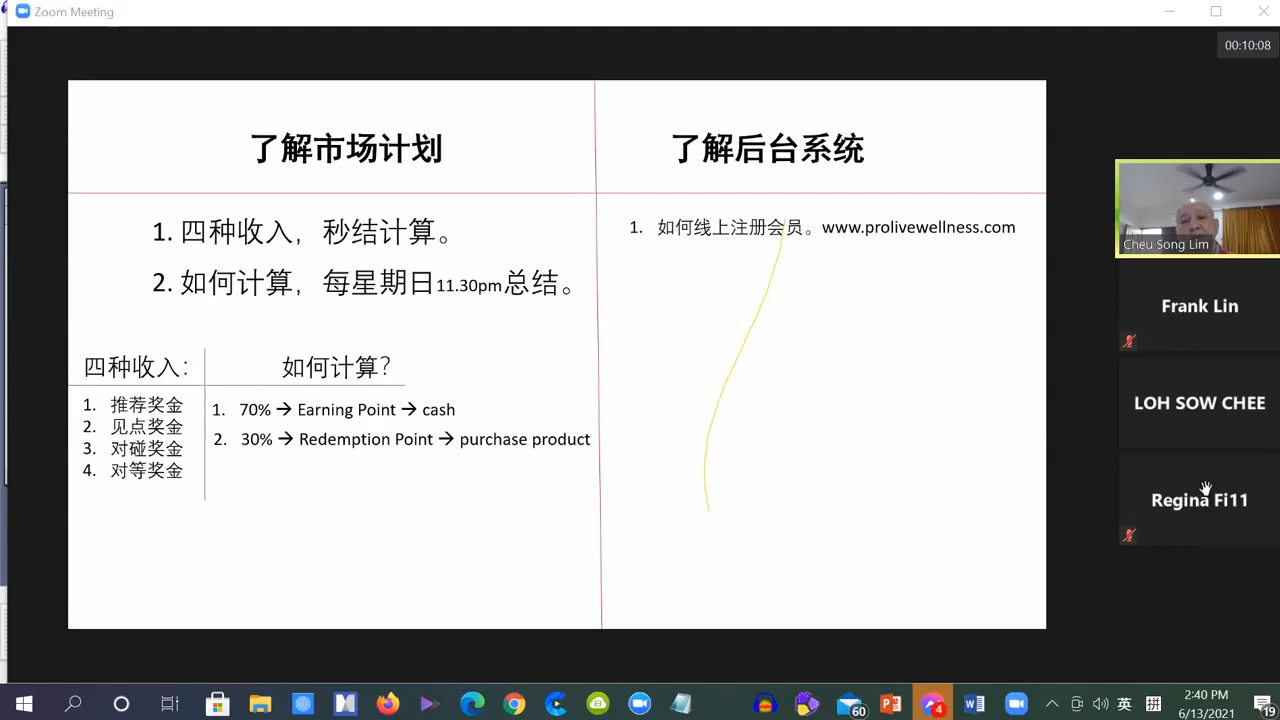 Zoom Meeting
00:10:08
了解市场计划
1. 四种收入，秒结计算。
2. 如何计算，每星期日11.30pm总结。
四种收入：
1. 推荐奖金
2. 见点奖金
3. 对碰奖金
4. 对等奖金
如何计算？
1. 70% → Earning Point → cash
2. 30% → Redemption Point → purchase product
了解后台系统
1. 如何线上注册会员。www.prolivewellness.com
Cheu Song Lim
Frank Lin
LOH SOW CHEE
Regina Fi11
60
4
英
拼
2:40 PM
6/13/2021
19